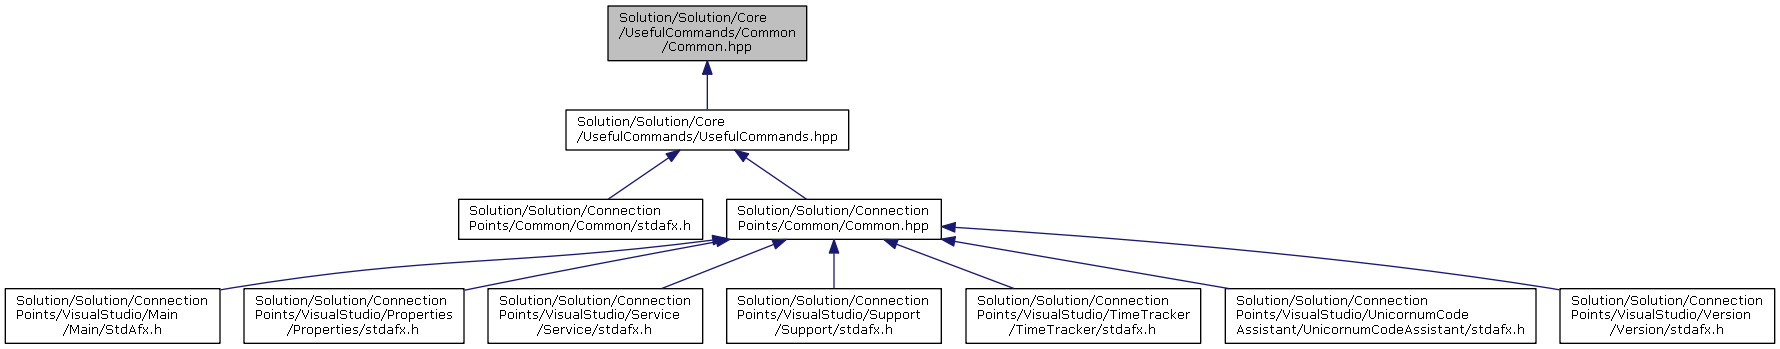 Solution/Solution/Core
/UsefulCommands/Common
/Common.hpp
Solution/Solution/Core
/UsefulCommands/UsefulCommands.hpp
Solution/Solution/Connection
Points/Common/Common/stdafx.h
Solution/Solution/Connection
Points/Common/Common.hpp
Solution/Solution/Connection
Points/VisualStudio/Main
/Main/StdAfx.h
Solution/Solution/Connection
Points/VisualStudio/Properties
/Properties/stdafx.h
Solution/Solution/Connection
Points/VisualStudio/Service
/Service/stdafx.h
Solution/Solution/Connection
Points/VisualStudio/Support
/Support/stdafx.h
Solution/Solution/Connection
Points/VisualStudio/TimeTracker
/TimeTracker/stdafx.h
Solution/Solution/Connection
Points/VisualStudio/UnicornumCode
Assistant/UnicornumCodeAssistant/stdafx.h
Solution/Solution/Connection
Points/VisualStudio/Version
/Version/stdafx.h